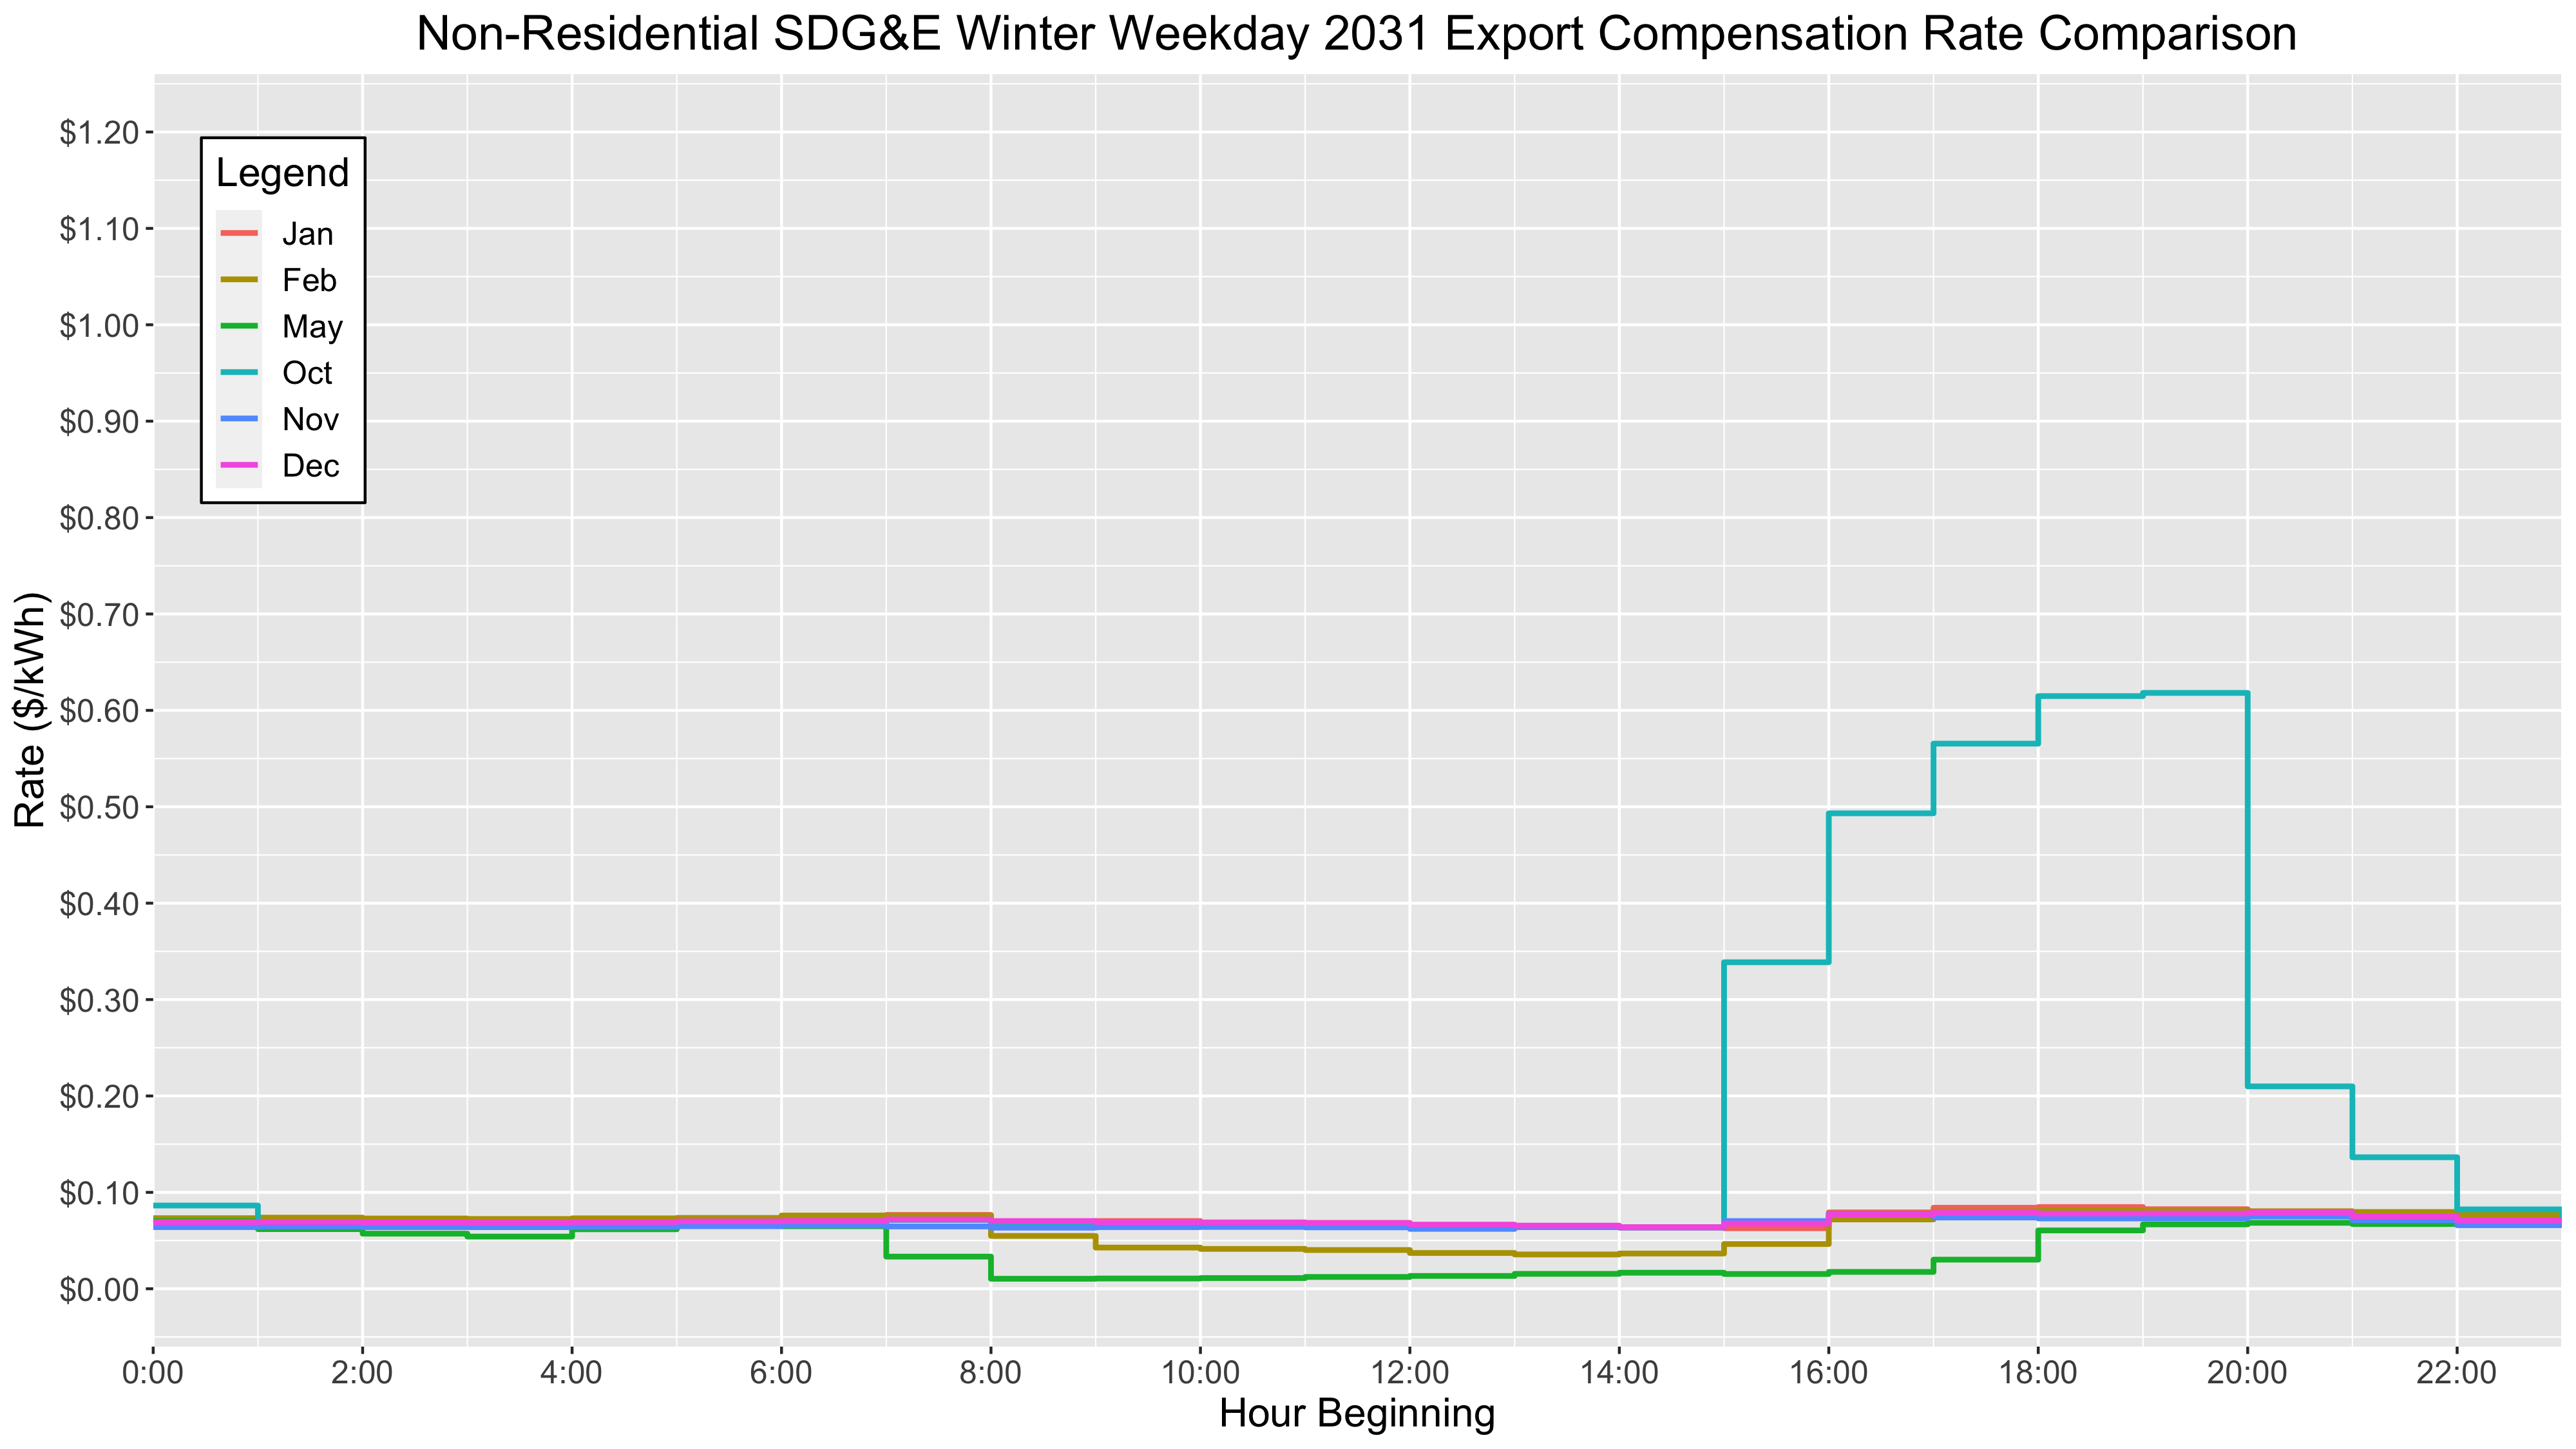 Non-Residential SDG&E Winter Weekday 2031 Export Compensation Rate Comparison
Rate ($/kWh)
$1.20
$1.10
$1.00
$0.90
$0.80
$0.70
$0.60
$0.50
$0.40
$0.30
$0.20
$0.10
$0.00
Legend
Jan
Feb
May
Oct
Nov
Dec
0:00 2:00 4:00 6:00 8:00 10:00 12:00 14:00 16:00 18:00 20:00 22:00
Hour Beginning